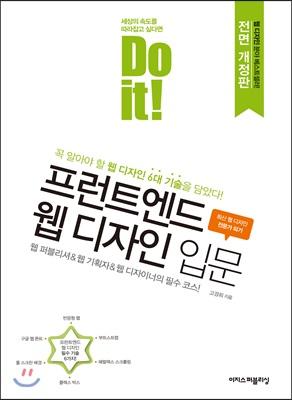 세상의 속도를
따라잡고 싶다면
Do
it!
웹 디자인 분야 베스트셀러!
전면 개정판
꼭 알아야 할 웹 디자인 6대 기술을 담았다!
프런트엔드
웹 디자인 입문
최신 웹 디자인
전문가 되기
웹 퍼블리셔&웹 기획자&웹 디자이너의 필수 코스!
고경희 지음
반응형 웹
구글 웹 폰트
부트스트랩
프런트엔드
웹 디자인
필수 기술
6가지!
풀 스크린 배경
패럴랙스 스크롤링
플렉스 박스
이지스퍼블리싱